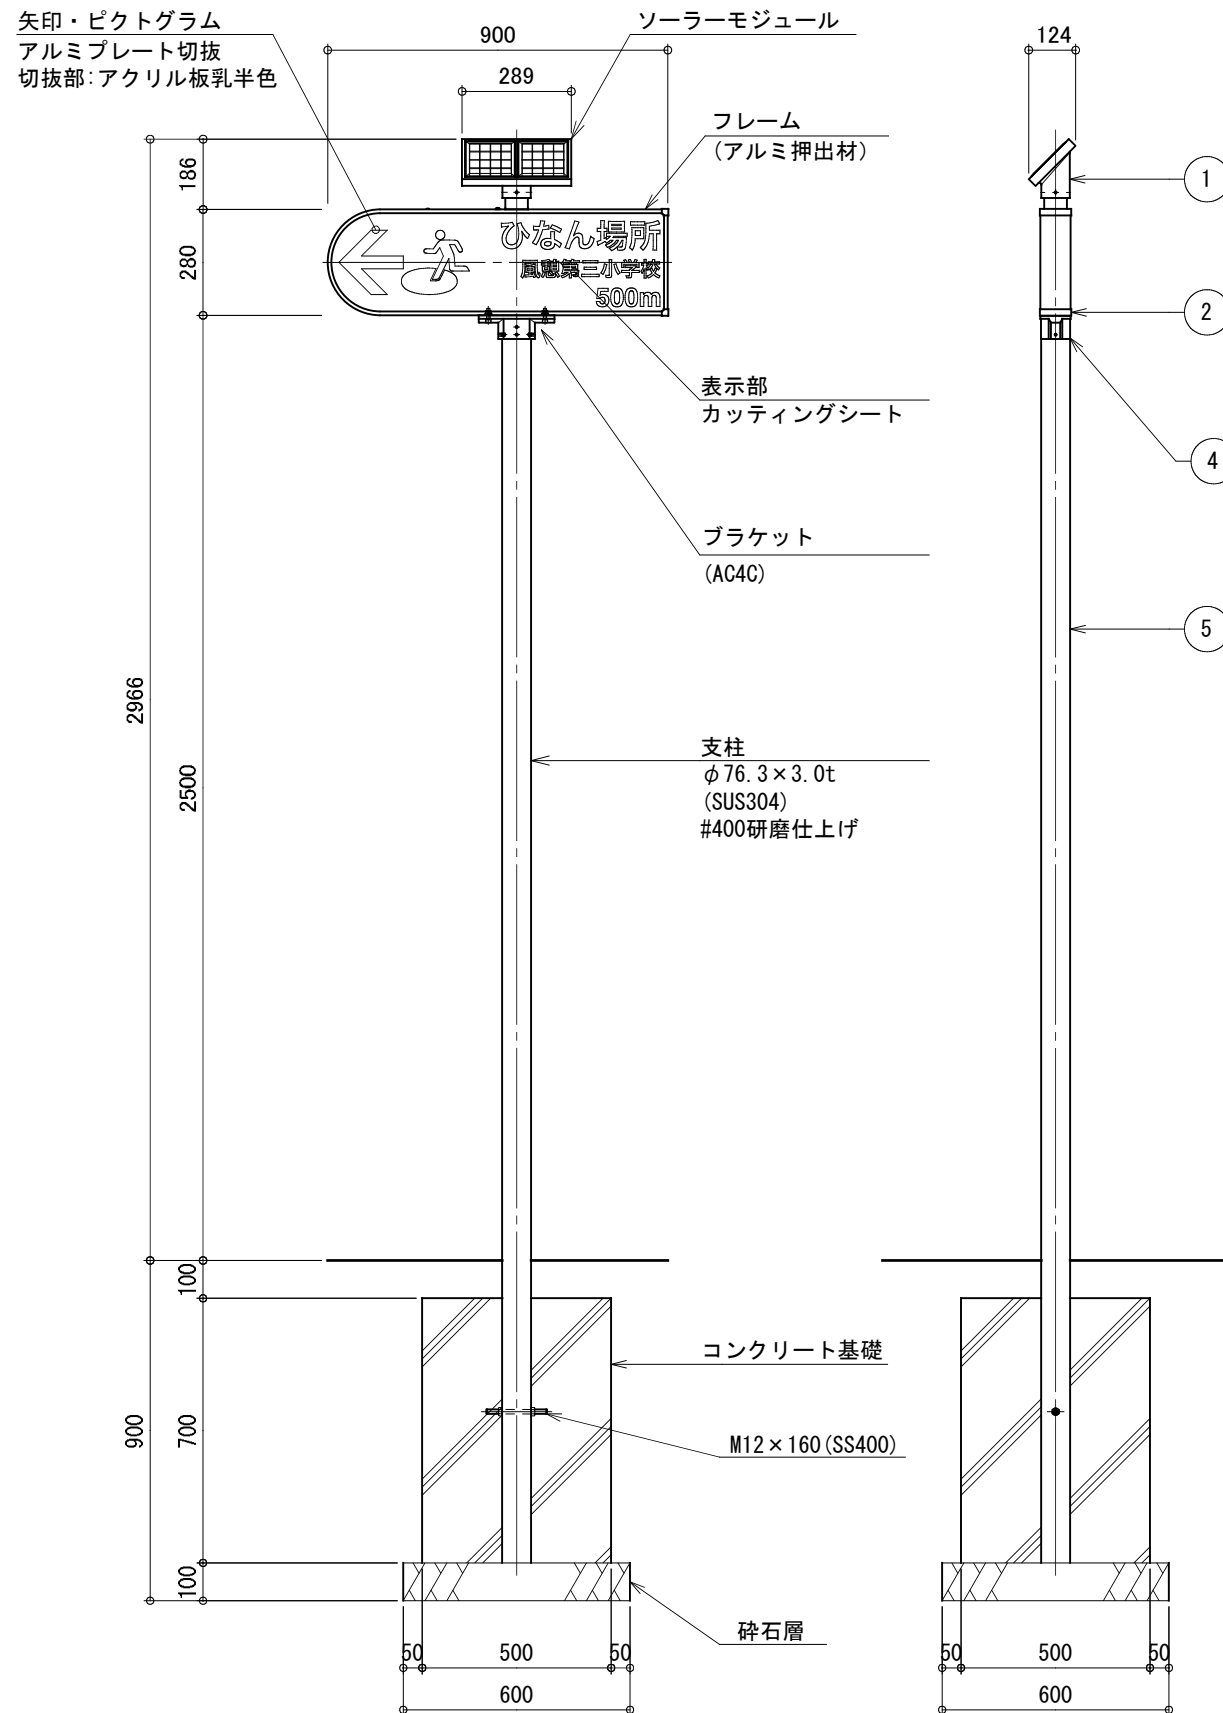 矢印・ピクトグラム
アルミプレート切抜
切抜部:アクリル板乳半色
900
ソーラーモジュール
124
289
フレーム
(アルミ押出材)
186
1
ひなん場所
280
風憩第三小学校
500m
2
表示部
カッティングシート
4
ブラケット
(AC4C)
5
2966
2500
支柱
φ76.3×3.0t
(SUS304)
#400研磨仕上げ
100
コンクリート基礎
900
700
M12×160(SS400)
100
砕石層
50 500 50
50 500 50
600
600